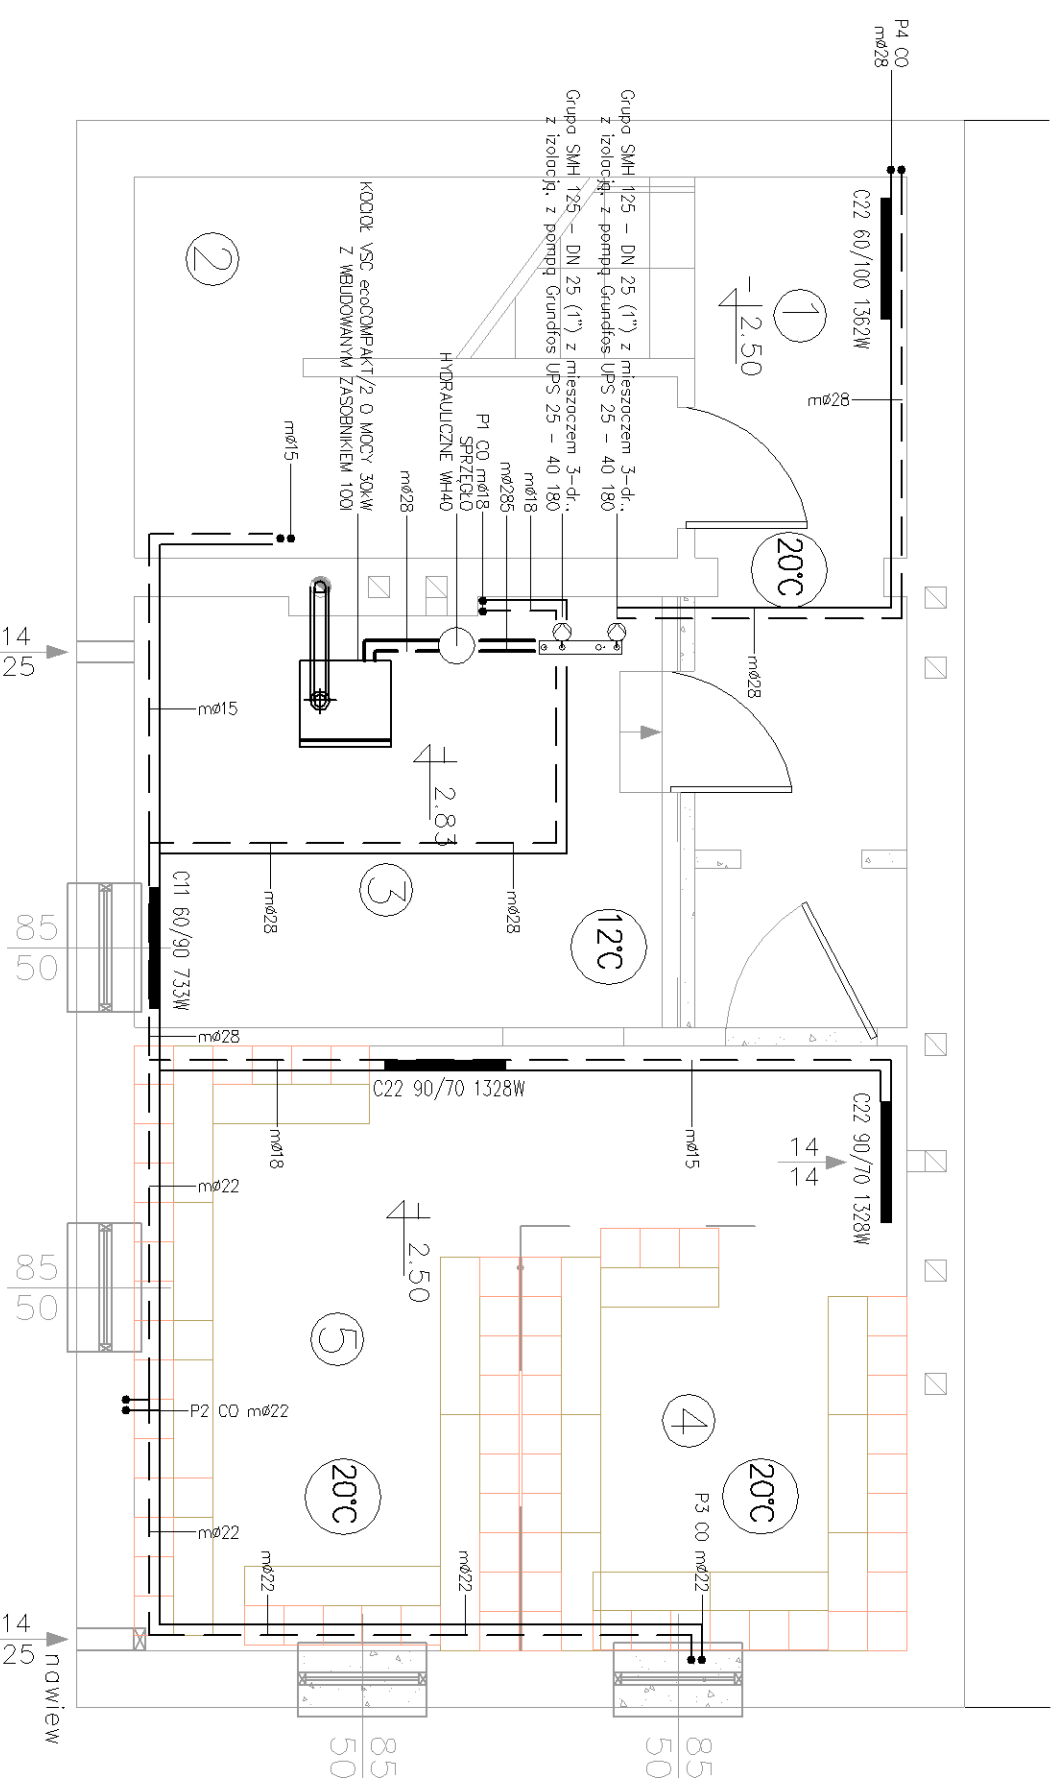 P4 CO
mø28
Grupa SMH 125 – DN 25 (1") z mieszaczem 3–dr.,
z izolacją, z pompą Grundfos UPS 25 – 40 180
Grupa SMH 125 – DN 25 (1") z mieszaczem 3–dr.,
z izolacją, z pompą Grundfos UPS 25 – 40 180
C22 60/100 1362W
1
2.50
mø28
2
KOCIOŁ VSC ecoCOMPAKT/2 O MOCY 30kW
Z WBUDOWANYM ZASOBNIKIEM 100l
HYDRAULICZNE WH40
SPRZĘGŁO
P1 CO mø18
mø285
mø18
mø28
mø15
20°C
mø28
14
25
mø15
2.83
mø28
mø28
3
12°C
C11 60/90 733W
85
50
mø28
C22 90/70 1328W
C22 90/70 1328W
mø18
mø15
14
14
mø22
2.50
85
50
5
4
P2 CO mø22
20°C
20°C
P3 CO mø22
mø22
mø22
mø22
14
25
nawiew
85
50
85
50